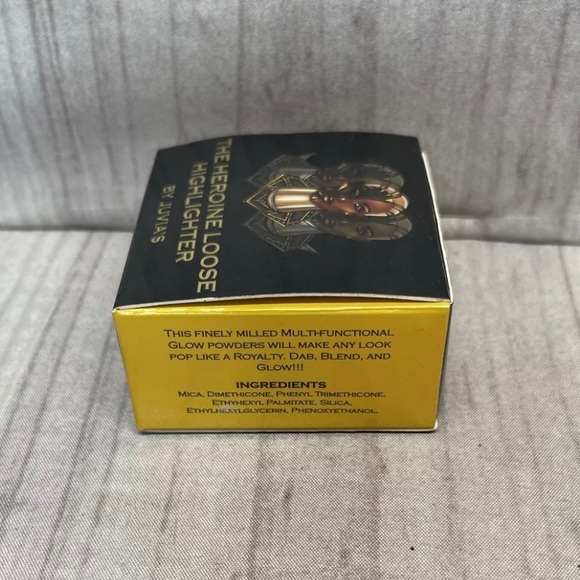 THE HEROINE LOOSE
HIGHLIGHTER
BY JUVIA'S
THIS FINELY MILLED MULTI-FUNCTIONAL
GLOW POWDERS WILL MAKE ANY LOOK
POP LIKE A ROYALTY. DAB, BLEND, AND
GLOW!!!
INGREDIENTS
MICA, DIMETHICONE, PHENYL TRIMETHICONE,
ETHYHEXYL PALMITATE, SILICA,
ETHYLHEXYLGLYCERIN, PHENOXYETHANOL.